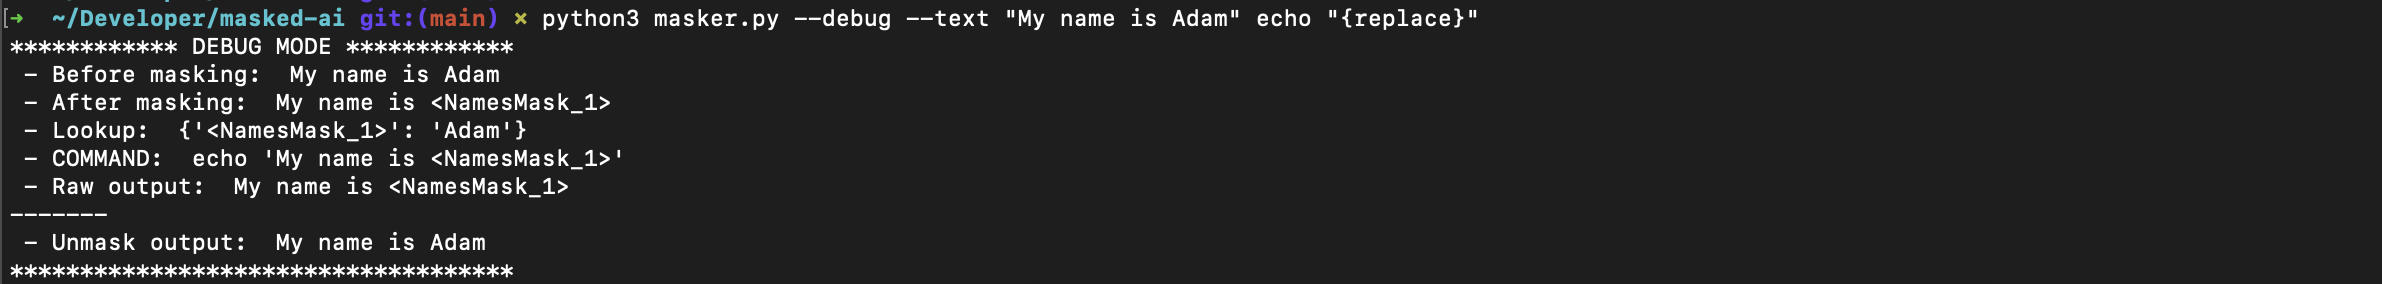 [➜  ~/Developer/masked-ai git:(main) ✗ python3 masker.py --debug --text "My name is Adam" echo "{replace}"
************ DEBUG MODE ************
 - Before masking:  My name is Adam
 - After masking:  My name is <NamesMask_1>
 - Lookup:  {'<NamesMask_1>': 'Adam'}
 - COMMAND:  echo 'My name is <NamesMask_1>'
 - Raw output:  My name is <NamesMask_1>
-------
 - Unmask output:  My name is Adam
************************************